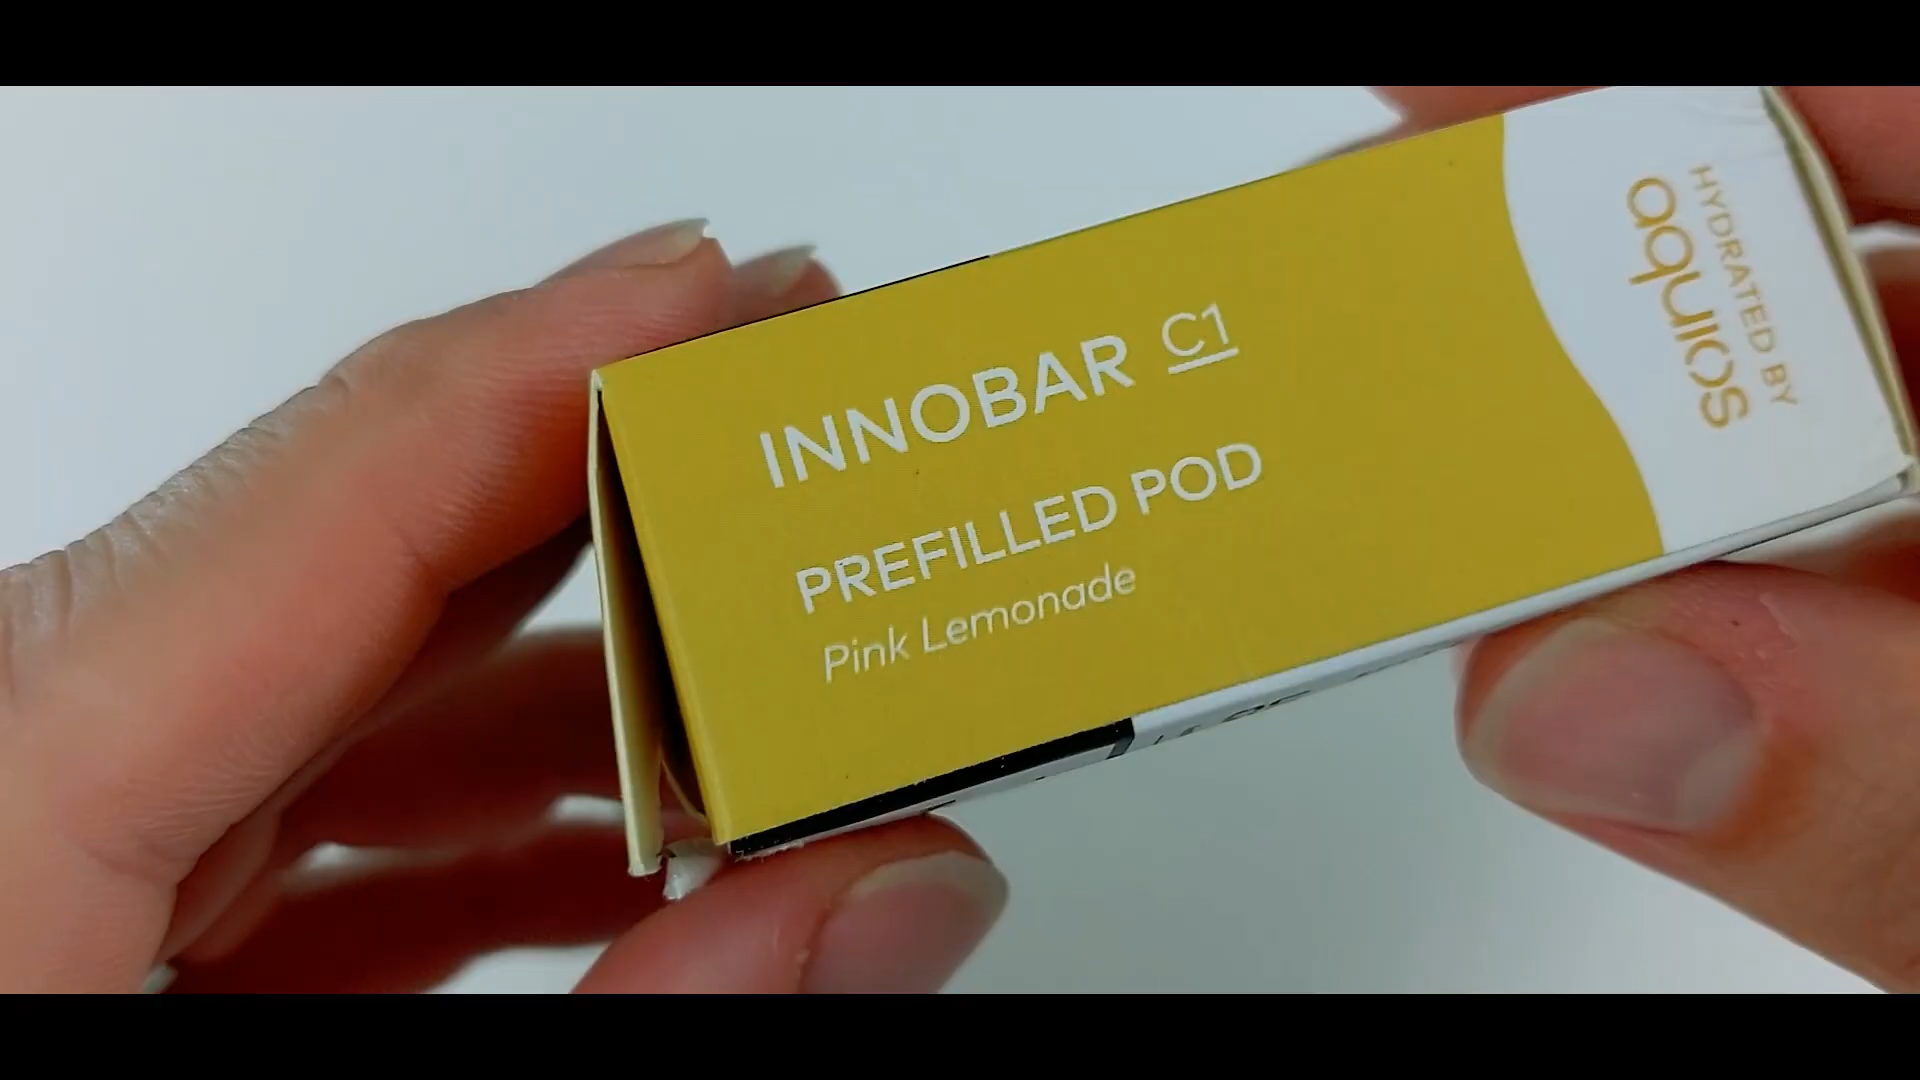 INNOBAR C1
PREFILLED POD
Pink Lemonade
HYDRATED BY
aquios